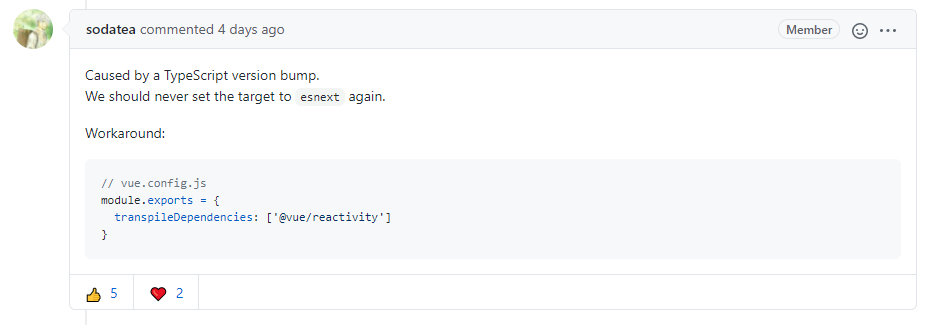 sodatea commented 4 days ago Member
Caused by a TypeScript version bump.
We should never set the target to esnext again.
Workaround:
// vue.config.js
module.exports = {
  transpileDependencies: ['@vue/reactivity']
}
👍 5 ❤️ 2